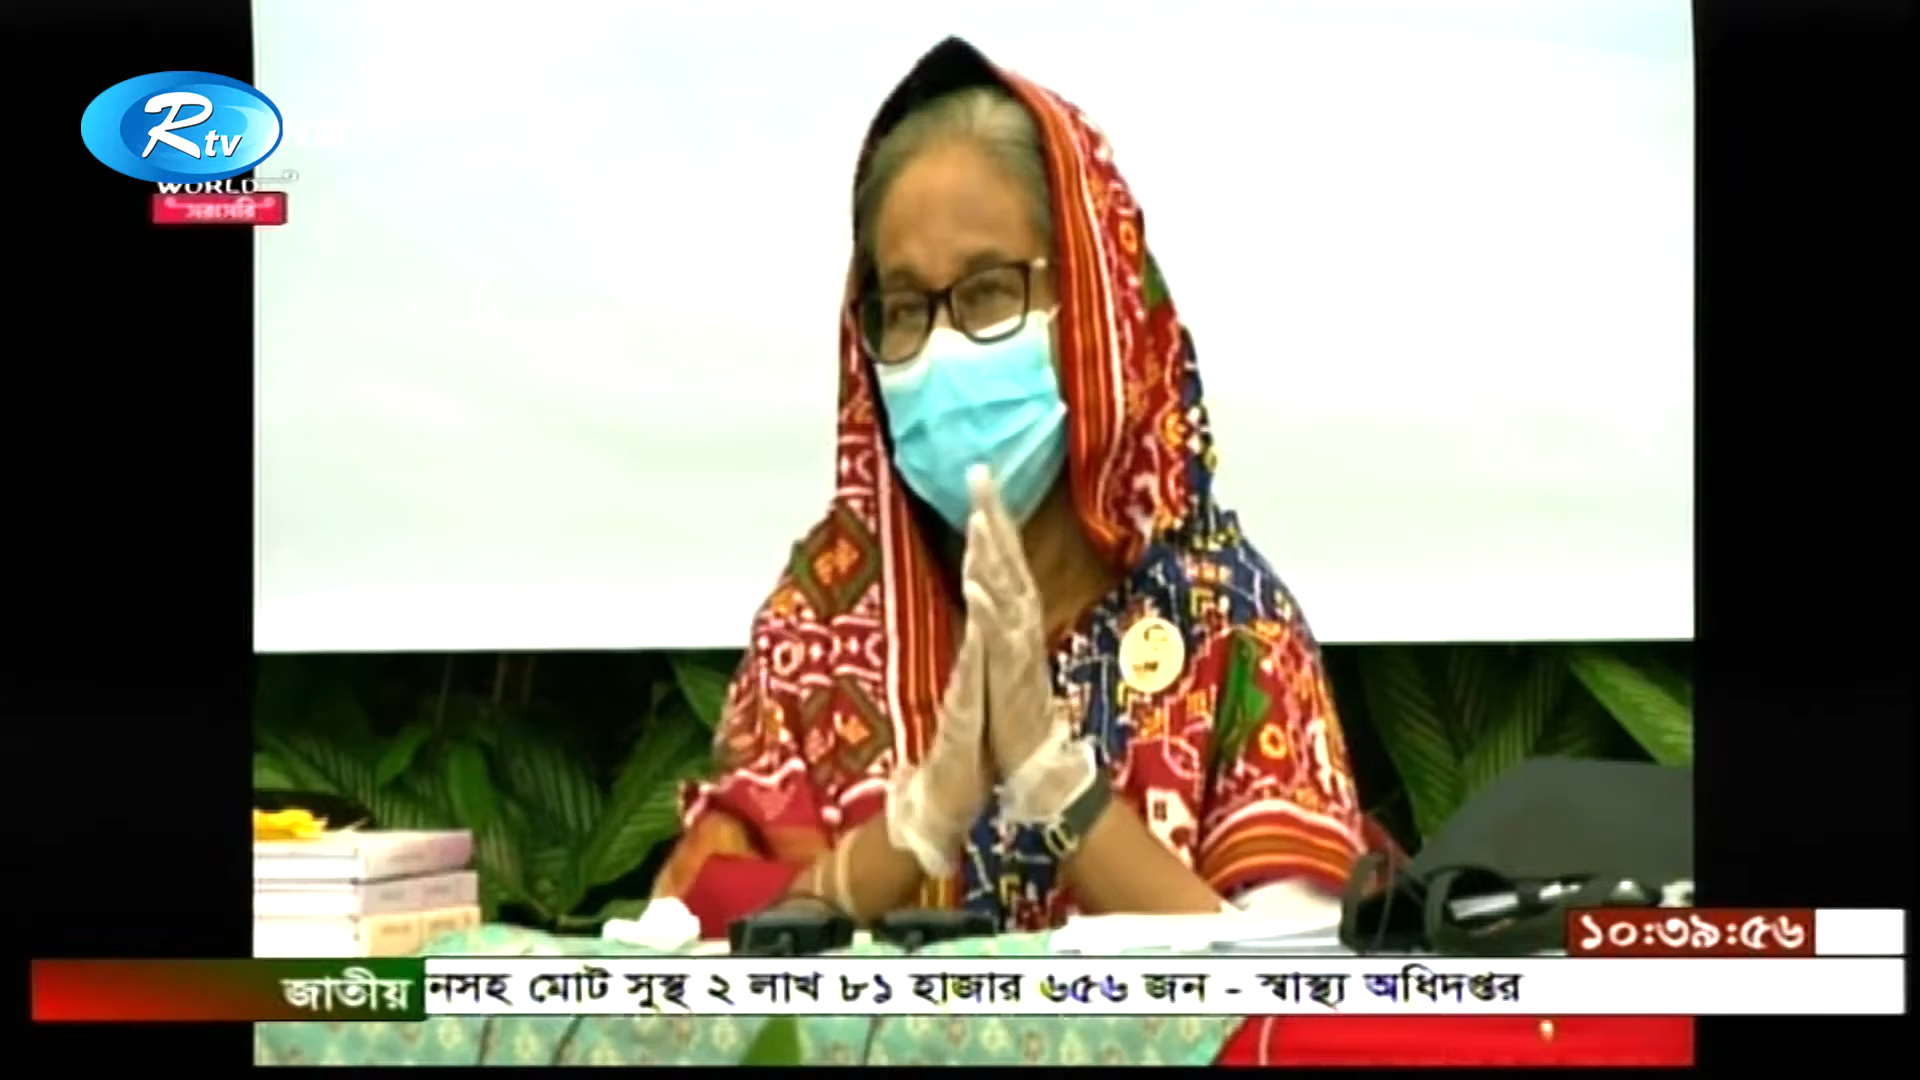 Rtv
WORLD
সরাসরি
১০:৩৯:৫৬
জাতীয়
নসহ মোট সুস্থ ২ লাখ ৮১ হাজার ৬৫৬ জন - স্বাস্থ্য অধিদপ্তর